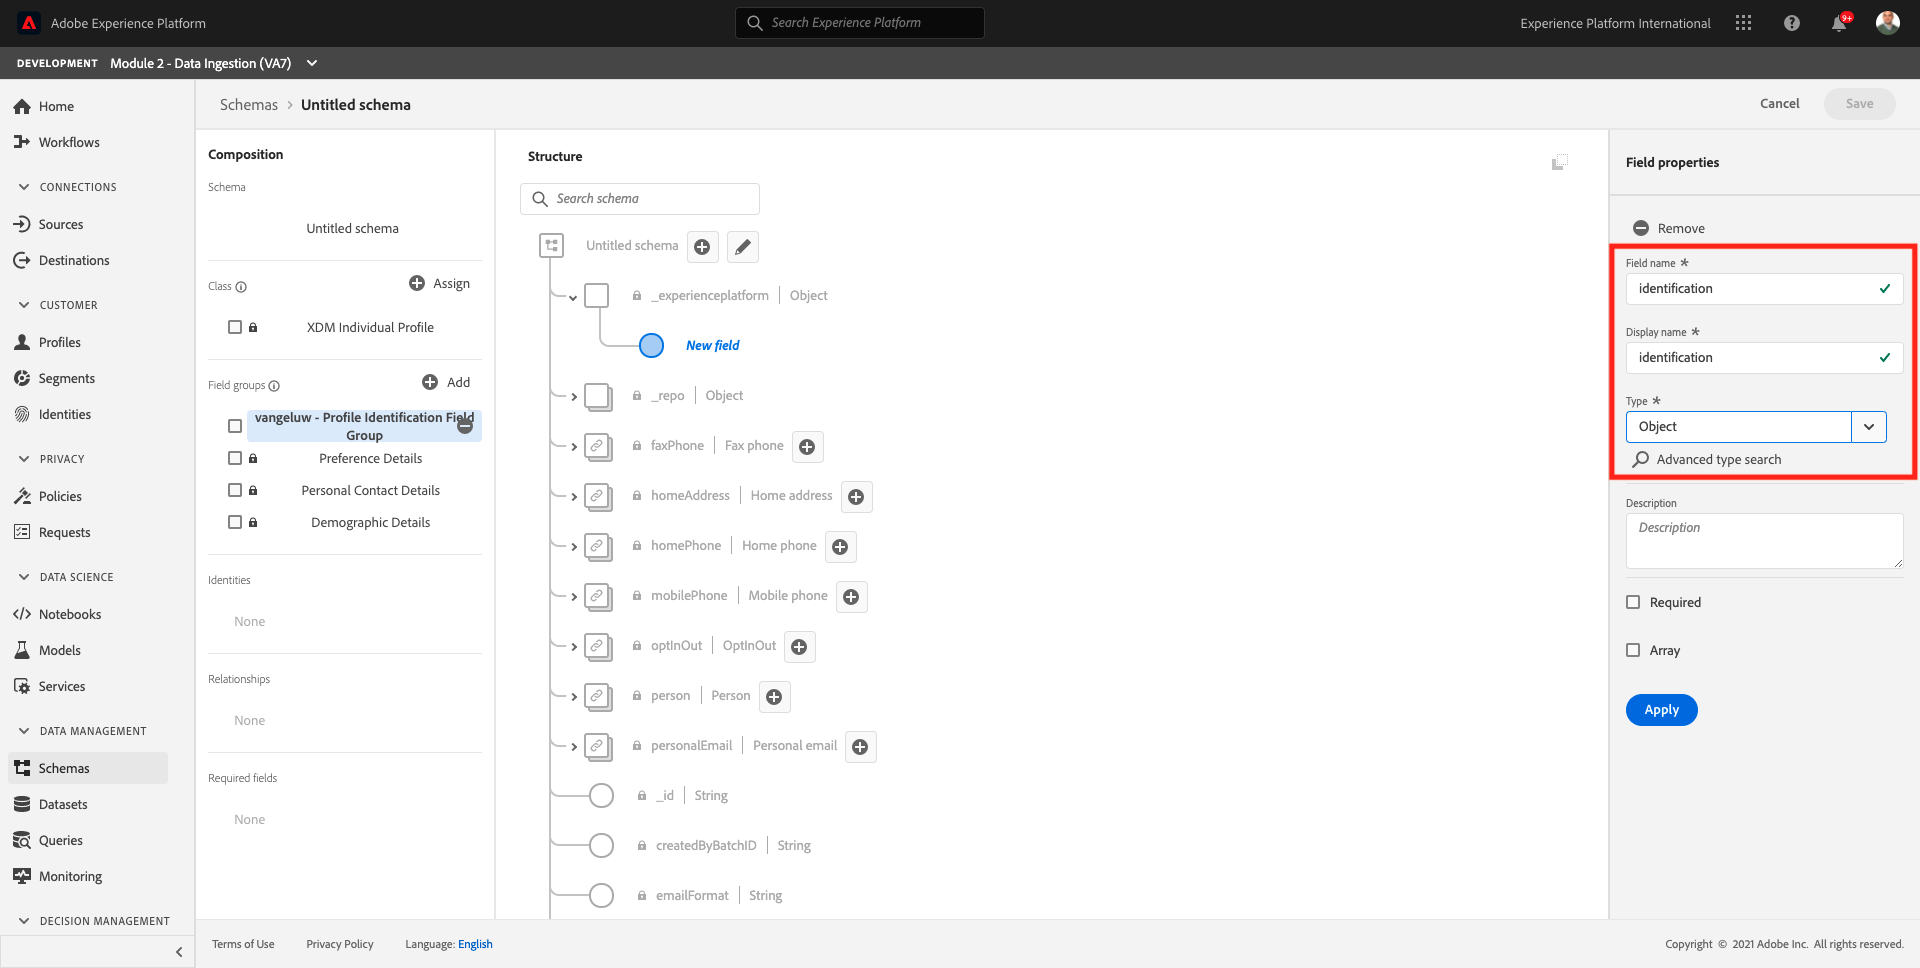 Adobe Experience Platform
Search Experience Platform
Experience Platform International
9+
DEVELOPMENT Module 2 - Data Ingestion (VA7)
Home
Workflows
CONNECTIONS
Sources
Destinations
CUSTOMER
Profiles
Segments
Identities
PRIVACY
Policies
Requests
DATA SCIENCE
Notebooks
Models
Services
DATA MANAGEMENT
Schemas
Datasets
Queries
Monitoring
DECISION MANAGEMENT
Schemas > Untitled schema
Cancel
Save
Composition
Schema
Untitled schema
Class
Assign
XDM Individual Profile
Field groups
Add
vangeluw - Profile Identification Field
Group
Preference Details
Personal Contact Details
Demographic Details
Identities
None
Relationships
None
Required fields
None
Structure
Search schema
Untitled schema
_experienceplatform | Object
New field
_repo | Object
faxPhone | Fax phone
homeAddress | Home address
homePhone | Home phone
mobilePhone | Mobile phone
optInOut | OptInOut
person | Person
personalEmail | Personal email
_id | String
createdByBatchID | String
emailFormat | String
Field properties
Remove
Field name *
identification
Display name *
identification
Type *
Object
Advanced type search
Description
Description
Required
Array
Apply
Terms of Use Privacy Policy Language: English
Copyright © 2021 Adobe Inc. All rights reserved.